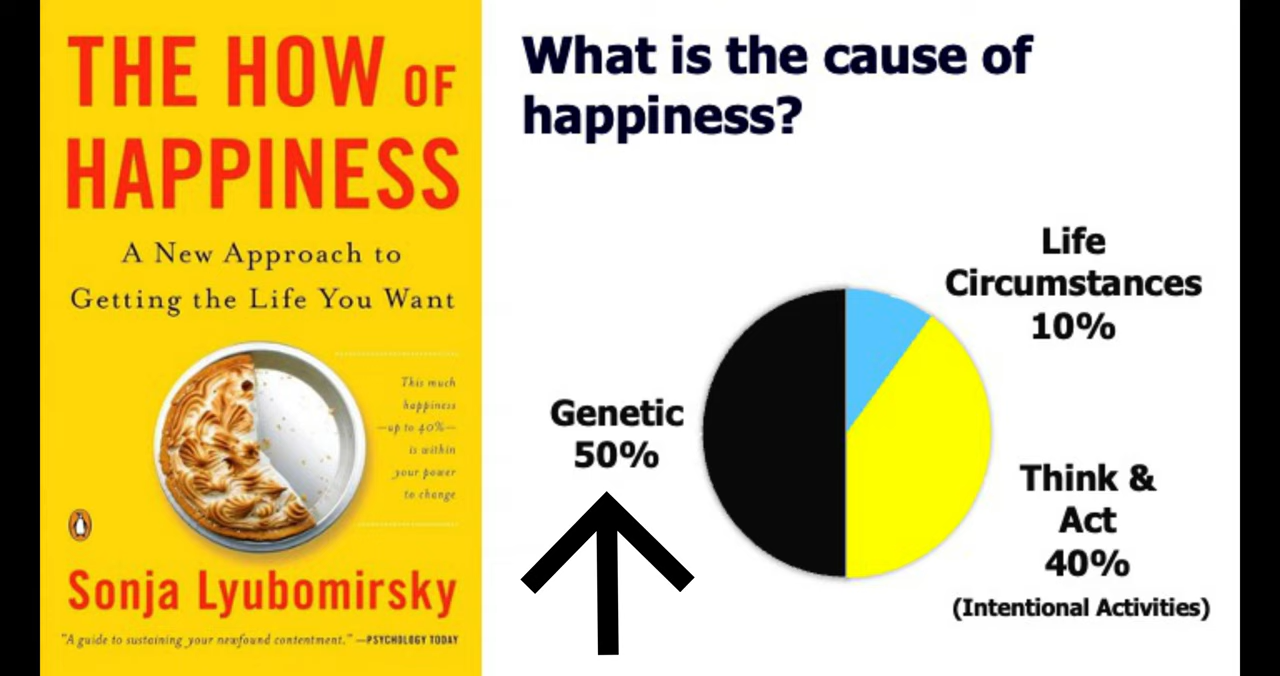 THE HOW OF
HAPPINESS
A New Approach to
Getting the Life You Want
This much
happiness
—up to 40%—
is within
your power
to change
Sonja Lyubomirsky
"A guide to sustaining your newfound contentment." —PSYCHOLOGY TODAY
What is the cause of
happiness?
Life
Circumstances
10%
Genetic
50%
Think &
Act
40%
(Intentional Activities)